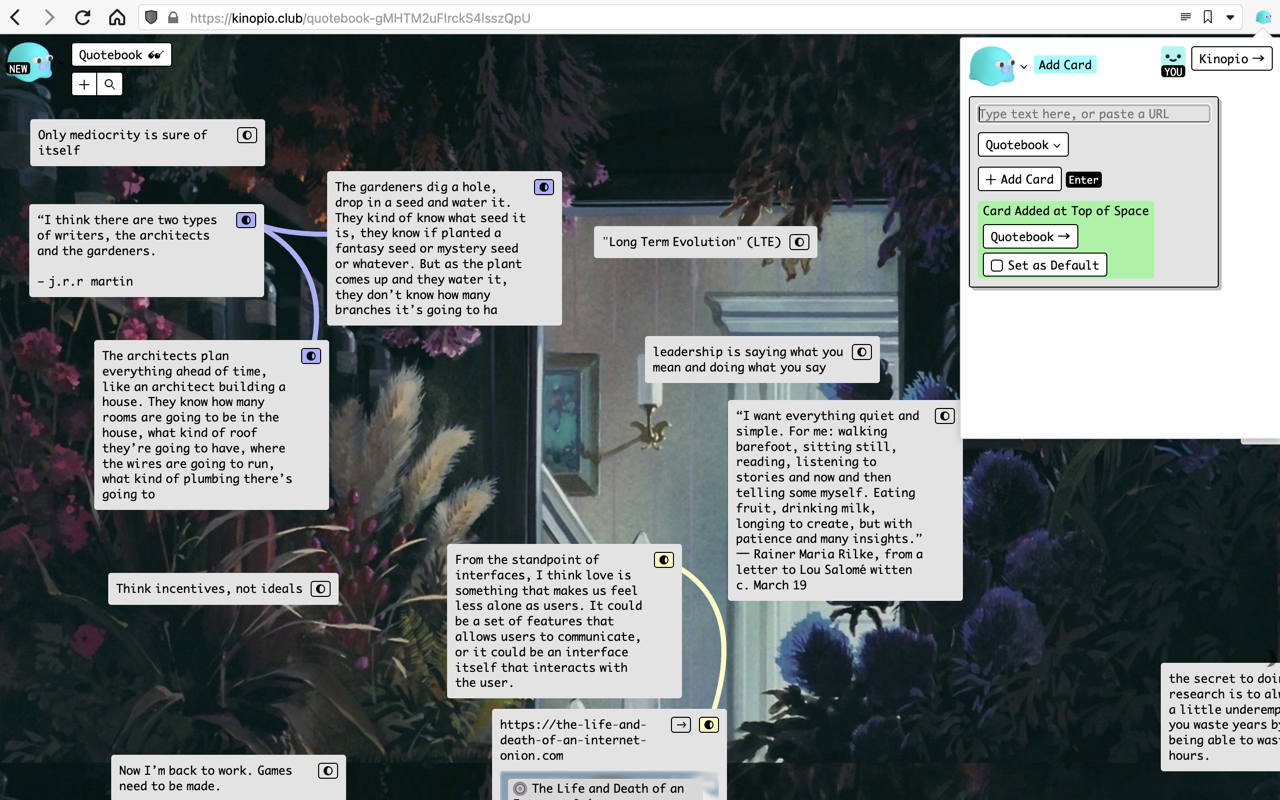 https://kinopio.club/quotebook-gMHTM2uFIrckS4lsszQpU
NEW
Quotebook
Add Card
YOU
Kinopio →
Type text here, or paste a URL
Quotebook
+ Add Card
Enter
Card Added at Top of Space
Quotebook →
Set as Default
Only mediocrity is sure of
itself
“I think there are two types
of writers, the architects
and the gardeners.
– j.r.r martin
The gardeners dig a hole,
drop in a seed and water it.
They kind of know what seed it
is, they know if planted a
fantasy seed or mystery seed
or whatever. But as the plant
comes up and they water it,
they don’t know how many
branches it’s going to ha
"Long Term Evolution" (LTE)
The architects plan
everything ahead of time,
like an architect building a
house. They know how many
rooms are going to be in the
house, what kind of roof
they’re going to have, where
the wires are going to run,
what kind of plumbing there’s
going to
leadership is saying what you
mean and doing what you say
“I want everything quiet and
simple. For me: walking
barefoot, sitting still,
reading, listening to
stories and now and then
telling some myself. Eating
fruit, drinking milk,
longing to create, but with
patience and many insights.”
— Rainer Maria Rilke, from a
letter to Lou Salomé witten
c. March 19
Think incentives, not ideals
From the standpoint of
interfaces, I think love is
something that makes us feel
less alone as users. It could
be a set of features that
allows users to communicate,
or it could be an interface
itself that interacts with
the user.
https://the-life-and-
death-of-an-internet-
onion.com
The Life and Death of an
Now I’m back to work. Games
need to be made.
the secret to doi
research is to al
a little underemp
you waste years b
being able to was
hours.